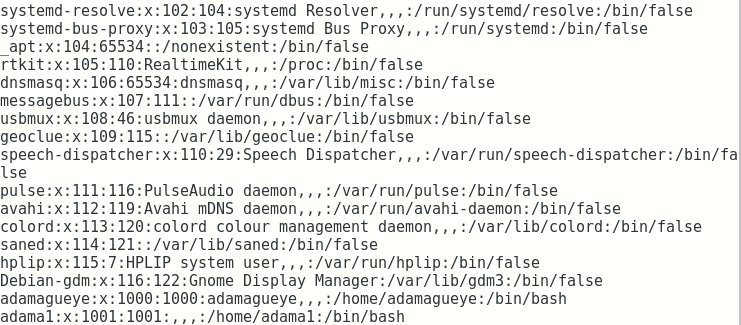 systemd-resolve:x:102:104:systemd Resolver,,,:/run/systemd/resolve:/bin/false
systemd-bus-proxy:x:103:105:systemd Bus Proxy,,,:/run/systemd:/bin/false
_apt:x:104:65534::/nonexistent:/bin/false
rtkit:x:105:110:RealtimeKit,,,:/proc:/bin/false
dnsmasq:x:106:65534:dnsmasq,,,:/var/lib/misc:/bin/false
messagebus:x:107:111::/var/run/dbus:/bin/false
usbmux:x:108:46:usbmux daemon,,,:/var/lib/usbmux:/bin/false
geoclue:x:109:115::/var/lib/geoclue:/bin/false
speech-dispatcher:x:110:29:Speech Dispatcher,,,:/var/run/speech-dispatcher:/bin/fa
lse
pulse:x:111:116:PulseAudio daemon,,,:/var/run/pulse:/bin/false
avahi:x:112:119:Avahi mDNS daemon,,,:/var/run/avahi-daemon:/bin/false
colord:x:113:120:colord colour management daemon,,,:/var/lib/colord:/bin/false
saned:x:114:121::/var/lib/saned:/bin/false
hplip:x:115:7:HPLIP system user,,,:/var/run/hplip:/bin/false
Debian-gdm:x:116:122:Gnome Display Manager:/var/lib/gdm3:/bin/false
adamagueye:x:1000:1000:adamagueye,,,:/home/adamagueye:/bin/bash
adama1:x:1001:1001:,,,:/home/adama1:/bin/bash